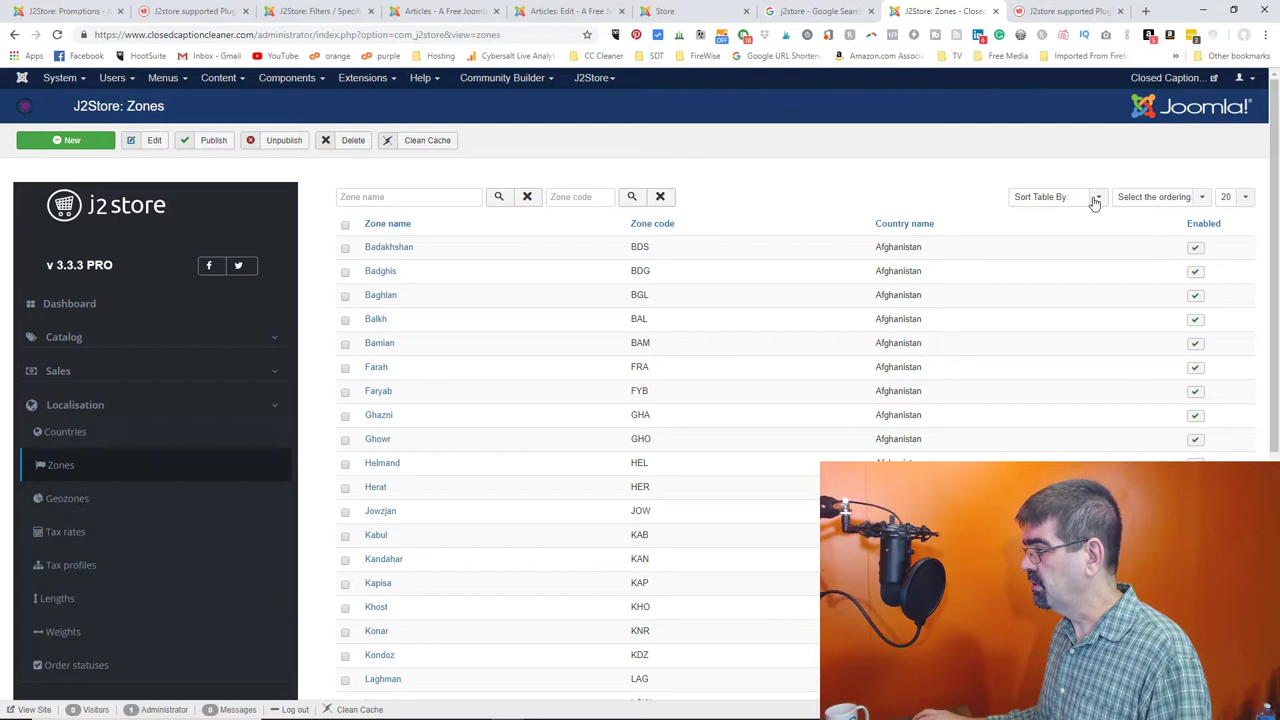 J2Store: Promotions - A
J2store supported Plug
J2Store: Filters / Specif
Articles - A Free Jooml
Articles: Edit - A Free J
Store
j2store - Google Search
J2Store: Zones - Closed
J2store supported Plug
https://www.closedcaptioncleaner.com/administrator/index.php?option=com_j2store&view=zones
Apps Facebook HootSuite Inbox - Gmail YouTube orange purple Hosting Cybersalt Live Analy CC Cleaner SDT FireWise Google URL Shorten Amazon.com Associ TV Free Media Imported From Firef » Other bookmarks
System Users Menus Content Components Extensions Help Community Builder J2Store Closed Caption...
J2Store: Zones
Joomla!
New Edit Publish Unpublish Delete Clean Cache
j2store
v 3.3.3 PRO
Dashboard
Catalog
Sales
Localisation
Countries
Zones
Geozones
Tax rates
Tax profiles
Lengths
Weights
Order statuses
Zone name Zone code Sort Table By: Select the ordering 20
Zone name Zone code Country name Enabled
Badakhshan BDS Afghanistan
Badghis BDG Afghanistan
Baghlan BGL Afghanistan
Balkh BAL Afghanistan
Bamian BAM Afghanistan
Farah FRA Afghanistan
Faryab FYB Afghanistan
Ghazni GHA Afghanistan
Ghowr GHO Afghanistan
Helmand HEL
Herat HER
Jowzjan JOW
Kabul KAB
Kandahar KAN
Kapisa KAP
Khost KHO
Konar KNR
Kondoz KDZ
Laghman LAG
View Site 0 Visitors 1 Administrator 0 Messages Log out Clean Cache